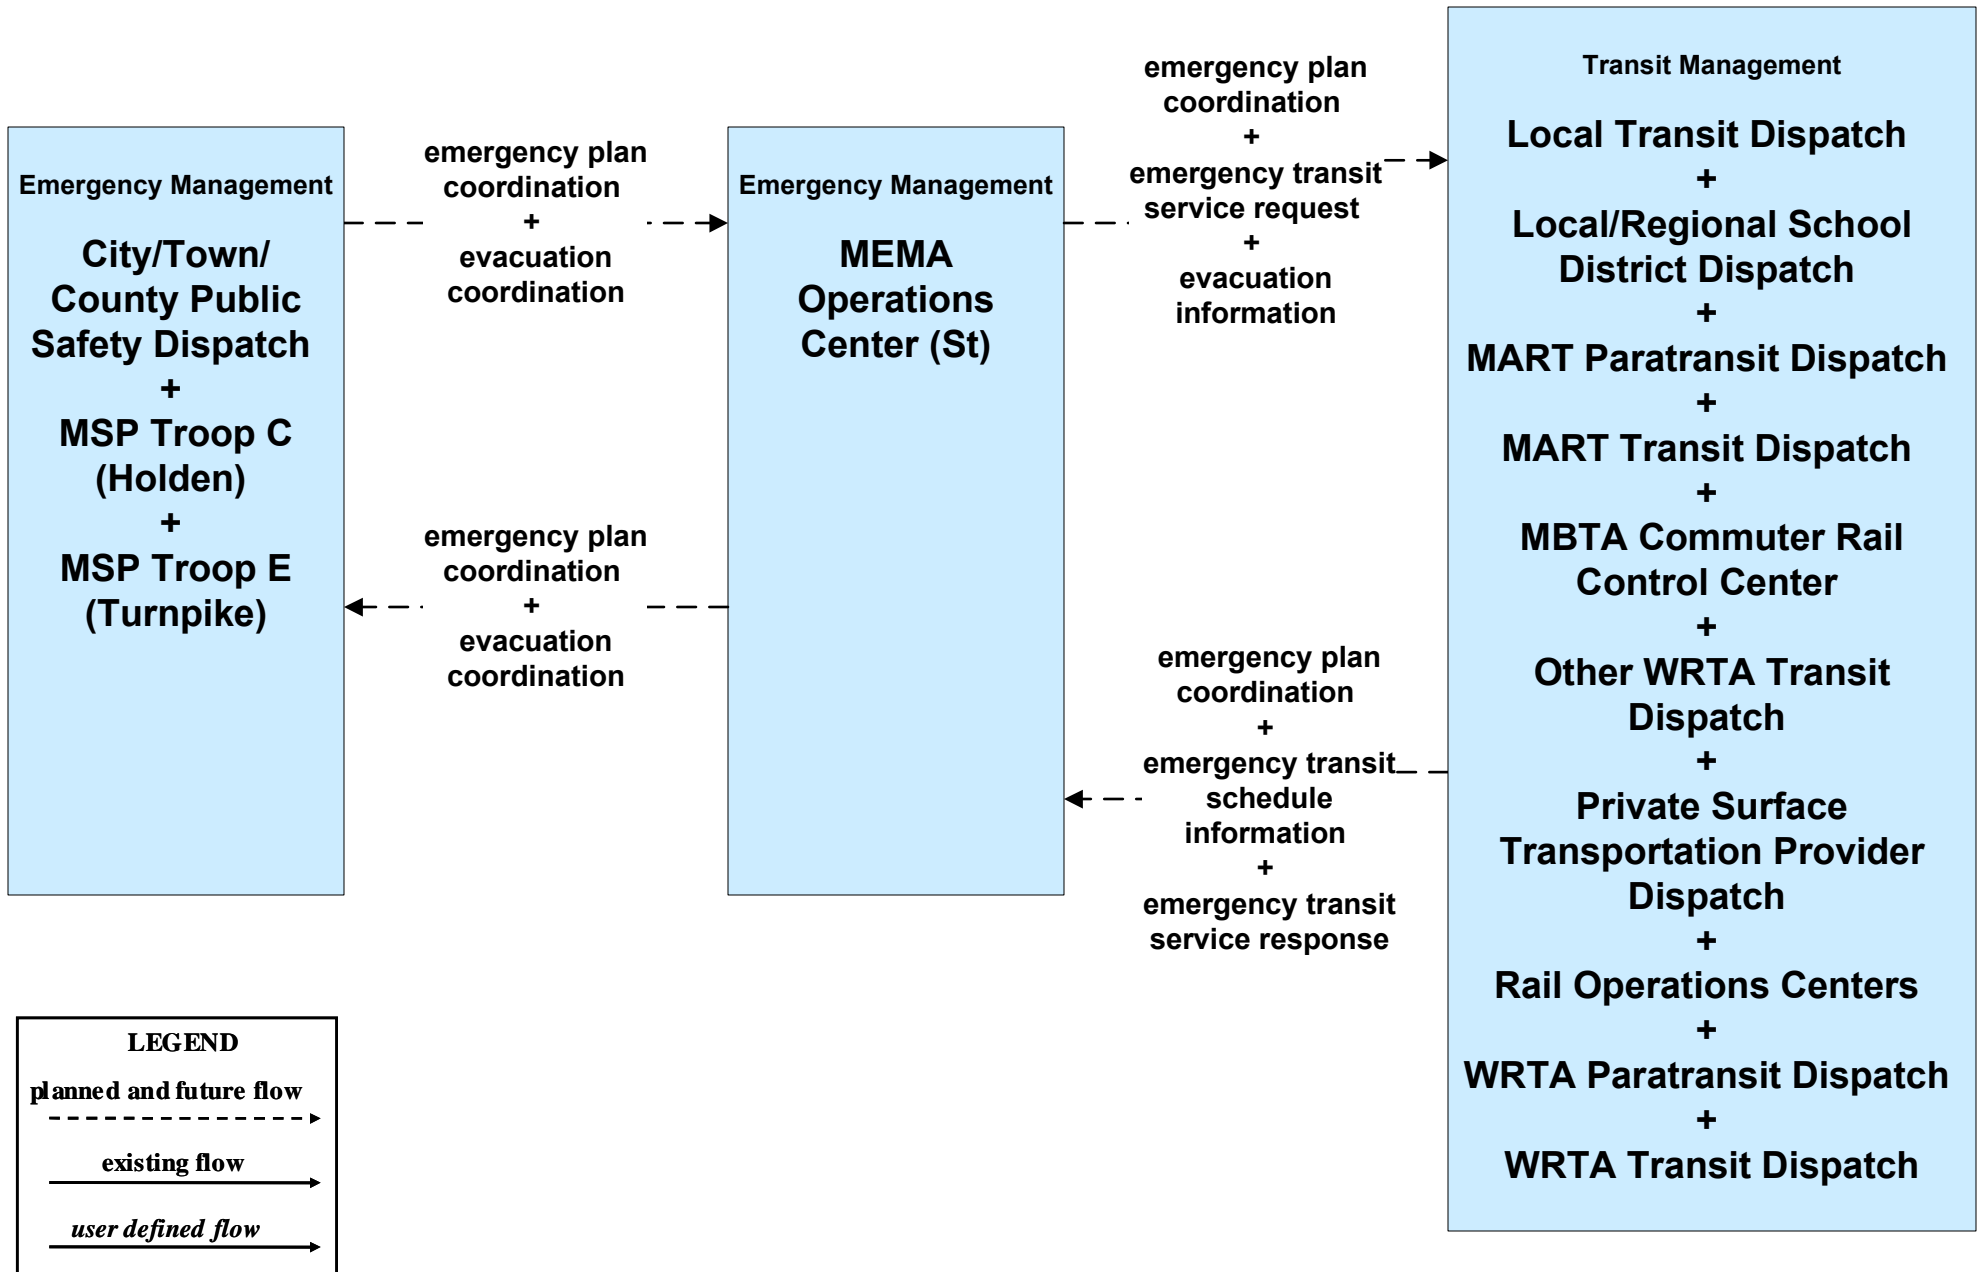 Emergency Management
City/Town/
County Public
Safety Dispatch
+
MSP Troop C
(Holden)
+
MSP Troop E
(Turnpike)
emergency plan
coordination
+
evacuation
coordination
emergency plan
coordination
+
evacuation
coordination
Emergency Management
MEMA
Operations
Center (St)
emergency plan
coordination
+
emergency transit
service request
+
evacuation
information
emergency plan
coordination
+
emergency transit
schedule
information
+
emergency transit
service response
Transit Management
Local Transit Dispatch
+
Local/Regional School
District Dispatch
+
MART Paratransit Dispatch
+
MART Transit Dispatch
+
MBTA Commuter Rail
Control Center
+
Other WRTA Transit
Dispatch
+
Private Surface
Transportation Provider
Dispatch
+
Rail Operations Centers
+
WRTA Paratransit Dispatch
+
WRTA Transit Dispatch
LEGEND
planned and future flow
existing flow
user defined flow